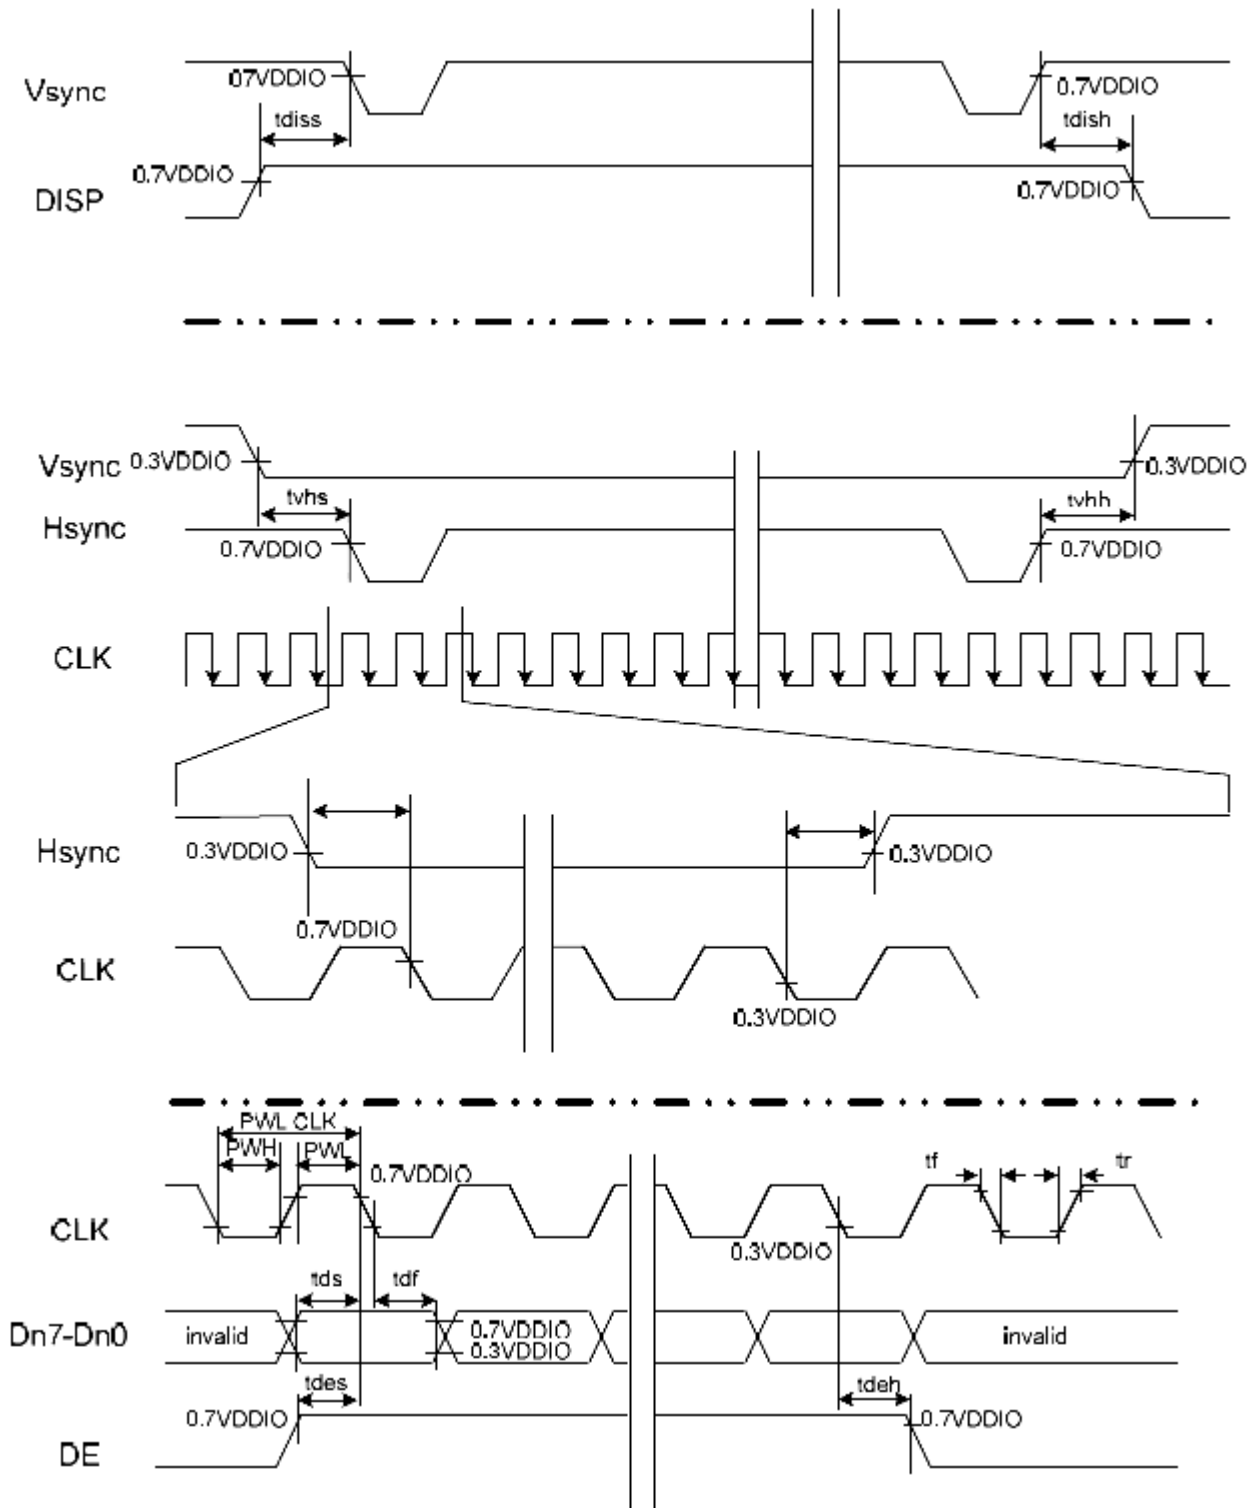 07VDDIO
0.7VDDIO
Vsync
tdiss
tdish
0.7VDDIO
0.7VDDIO
DISP
Vsync
0.3VDDIO
0.3VDDIO
tvhs
tvhh
Hsync
0.7VDDIO
0.7VDDIO
CLK
Hsync
0.3VDDIO
0.3VDDIO
0.7VDDIO
CLK
0.3VDDIO
PWL CLK
PWH
PWL
0.7VDDIO
tf
tr
CLK
0.3VDDIO
tds
tdf
Dn7-Dn0
invalid
0.7VDDIO
0.3VDDIO
invalid
tdes
tdeh
0.7VDDIO
0.7VDDIO
DE